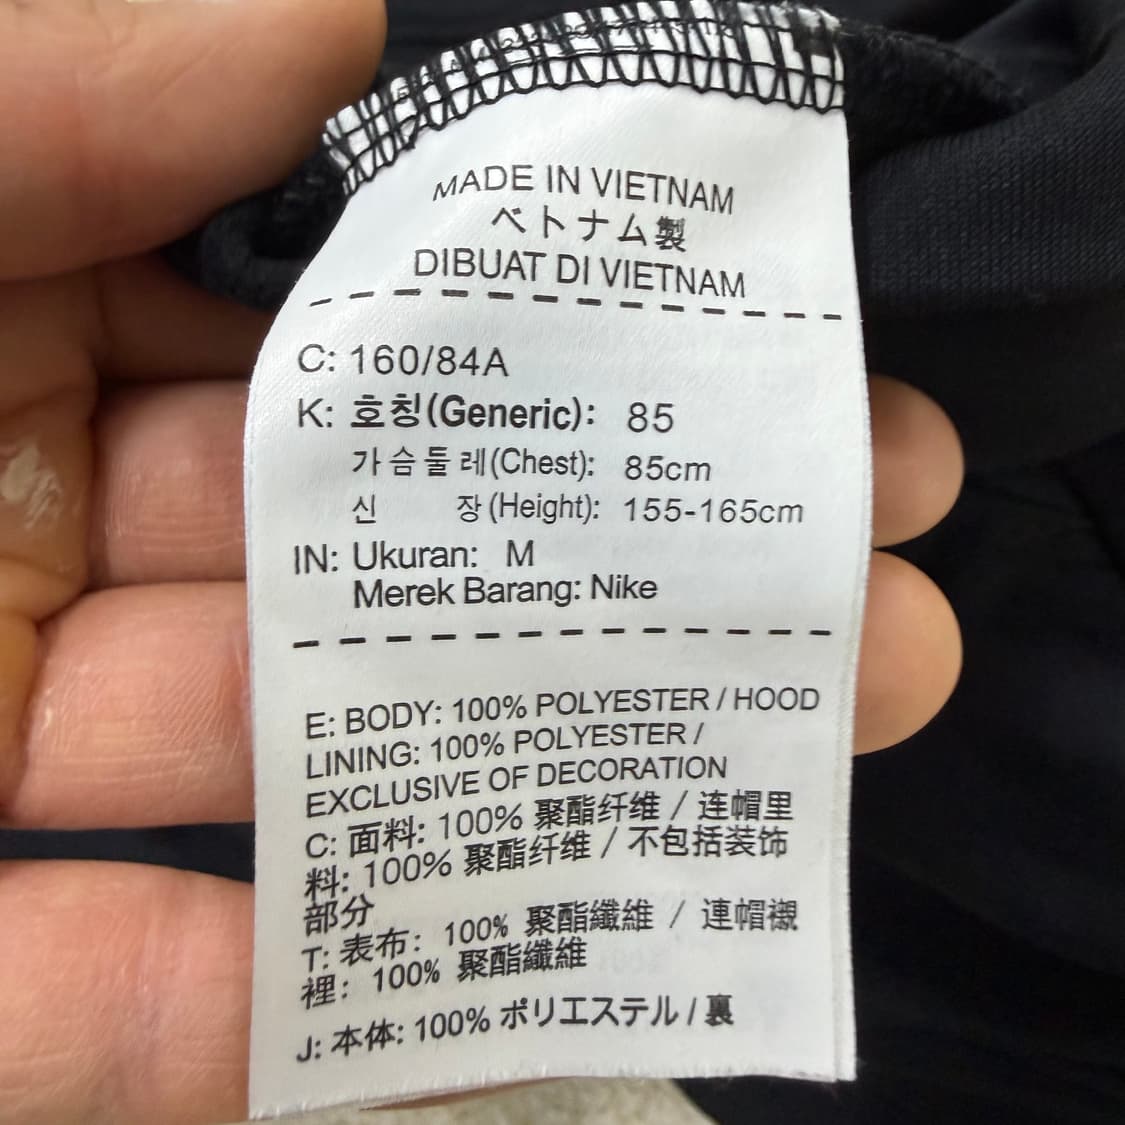 MADE IN VIETNAM
ベトナム製
DIBUAT DI VIETNAM
C: 160/84A
K: 호칭(Generic): 85
가슴둘레(Chest): 85cm
신 장(Height): 155-165cm
IN: Ukuran: M
Merek Barang: Nike
E: BODY: 100% POLYESTER / HOOD
LINING: 100% POLYESTER /
EXCLUSIVE OF DECORATION
C: 面料: 100% 聚酯纤维 / 连帽里
料: 100% 聚酯纤维 / 不包括装饰
部分
T: 表布: 100% 聚酯纖維 / 連帽襯
裡: 100% 聚酯纖維
J: 本体: 100% ポリエステル / 裏